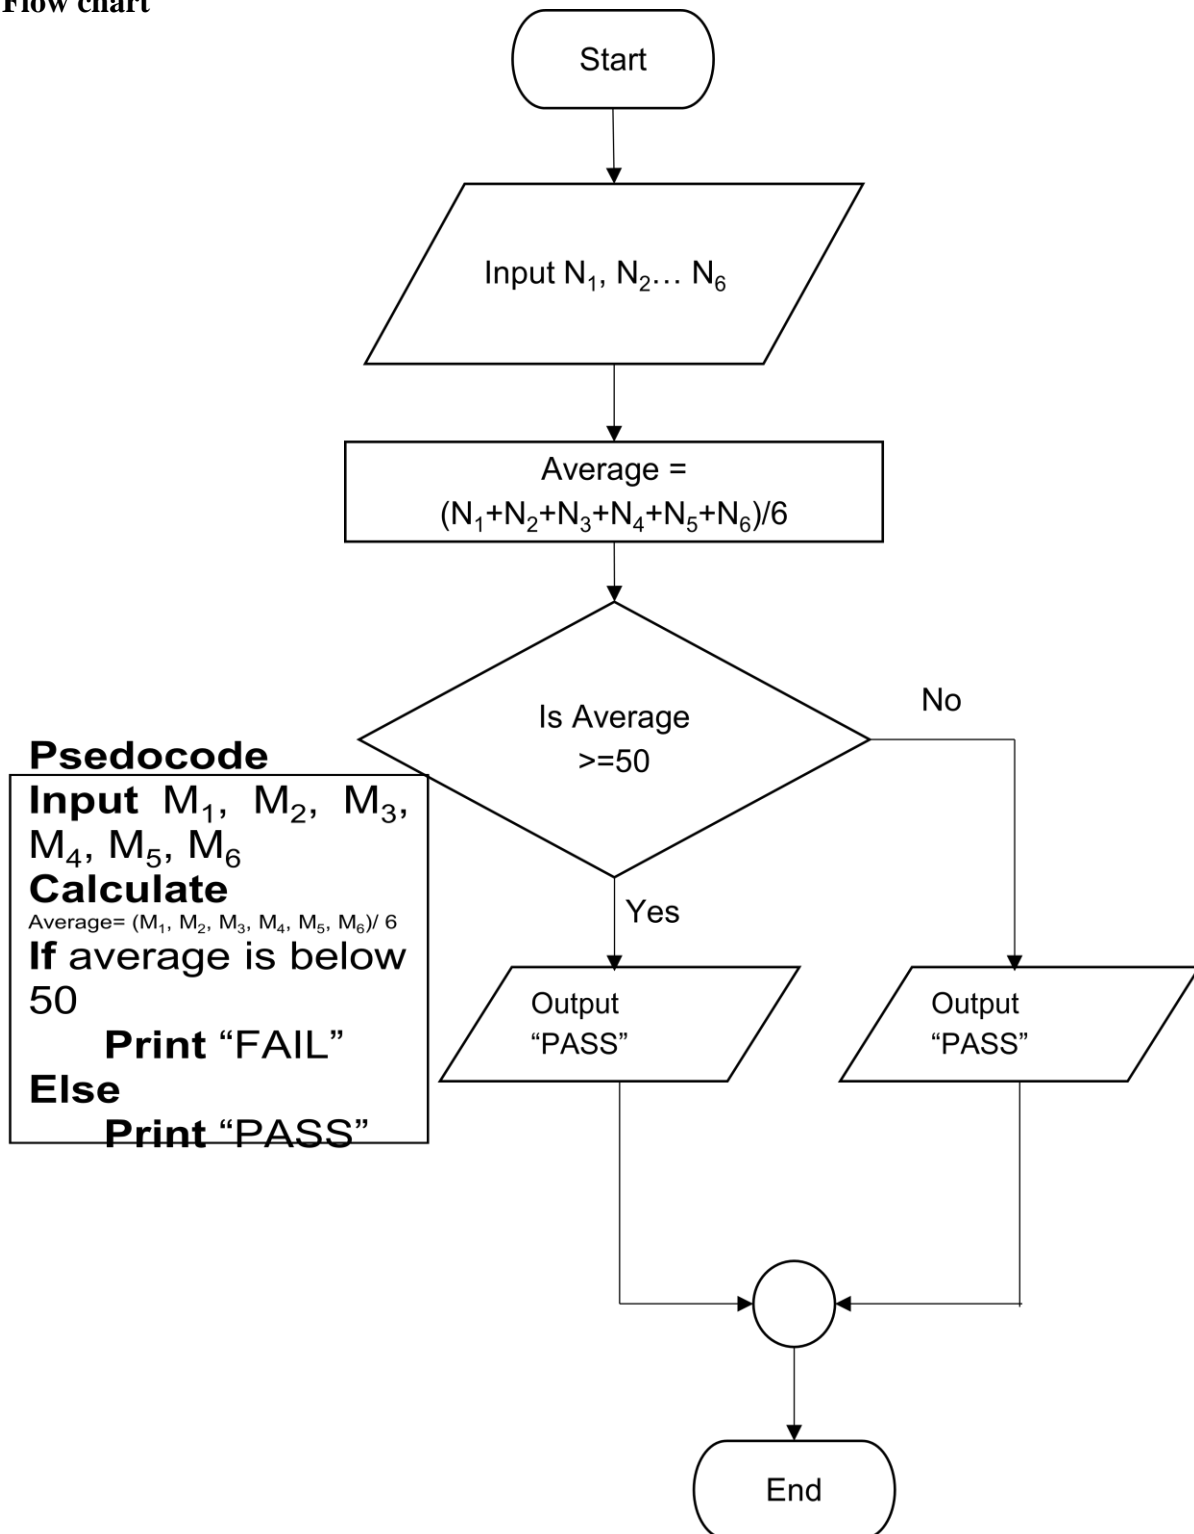 Flow chart
Start
Input N₁, N₂… N₆
Average =
(N₁+N₂+N₃+N₄+N₅+N₆)/6
Is Average
>=50
No
Yes
Psedocode
Input M₁, M₂, M₃,
M₄, M₅, M₆
Calculate
Average= (M₁, M₂, M₃, M₄, M₅, M₆)/ 6
If average is below
50
Print “FAIL”
Else
Print “PASS”
Output
“PASS”
Output
“PASS”
End